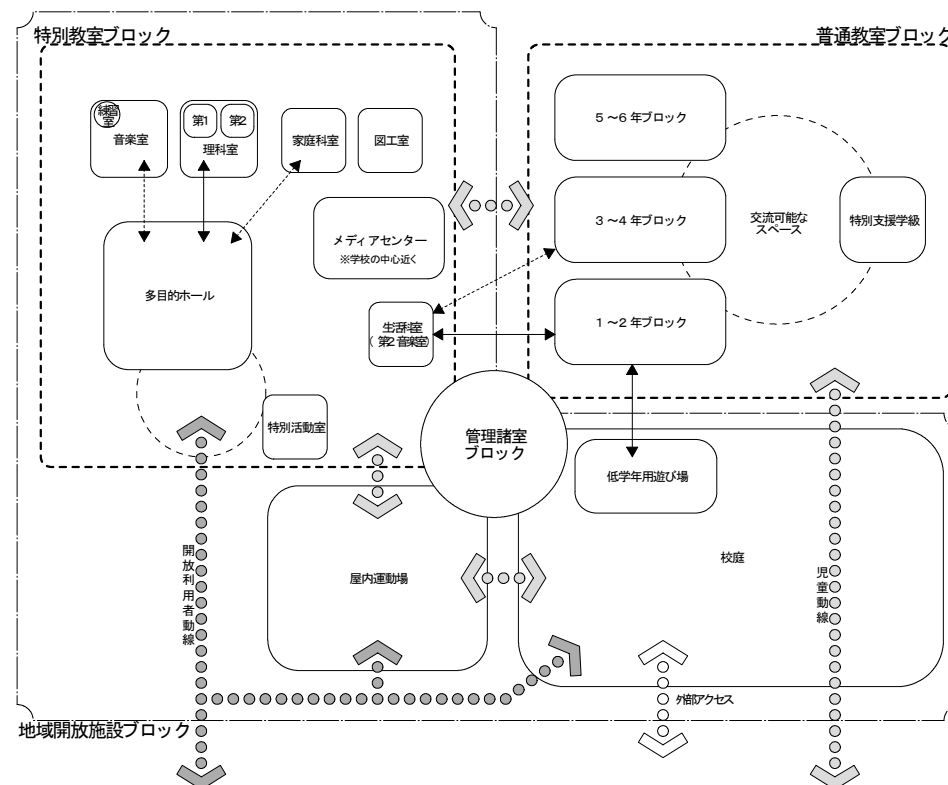 特別教室ブロック
普通教室ブロック
練習
室
音楽室
第1
第2
理科室
家庭科室
図工室
5～6年ブロック
3～4年ブロック
交流可能な
スペース
特別支援学級
メディアセンター
※学校の中心近く
多目的ホール
生活科室
(第2音楽室)
1～2年ブロック
特別活動室
管理諸室
ブロック
低学年用遊び場
開放利用者動線
屋内運動場
校庭
児童動線
外部アクセス
地域開放施設ブロック